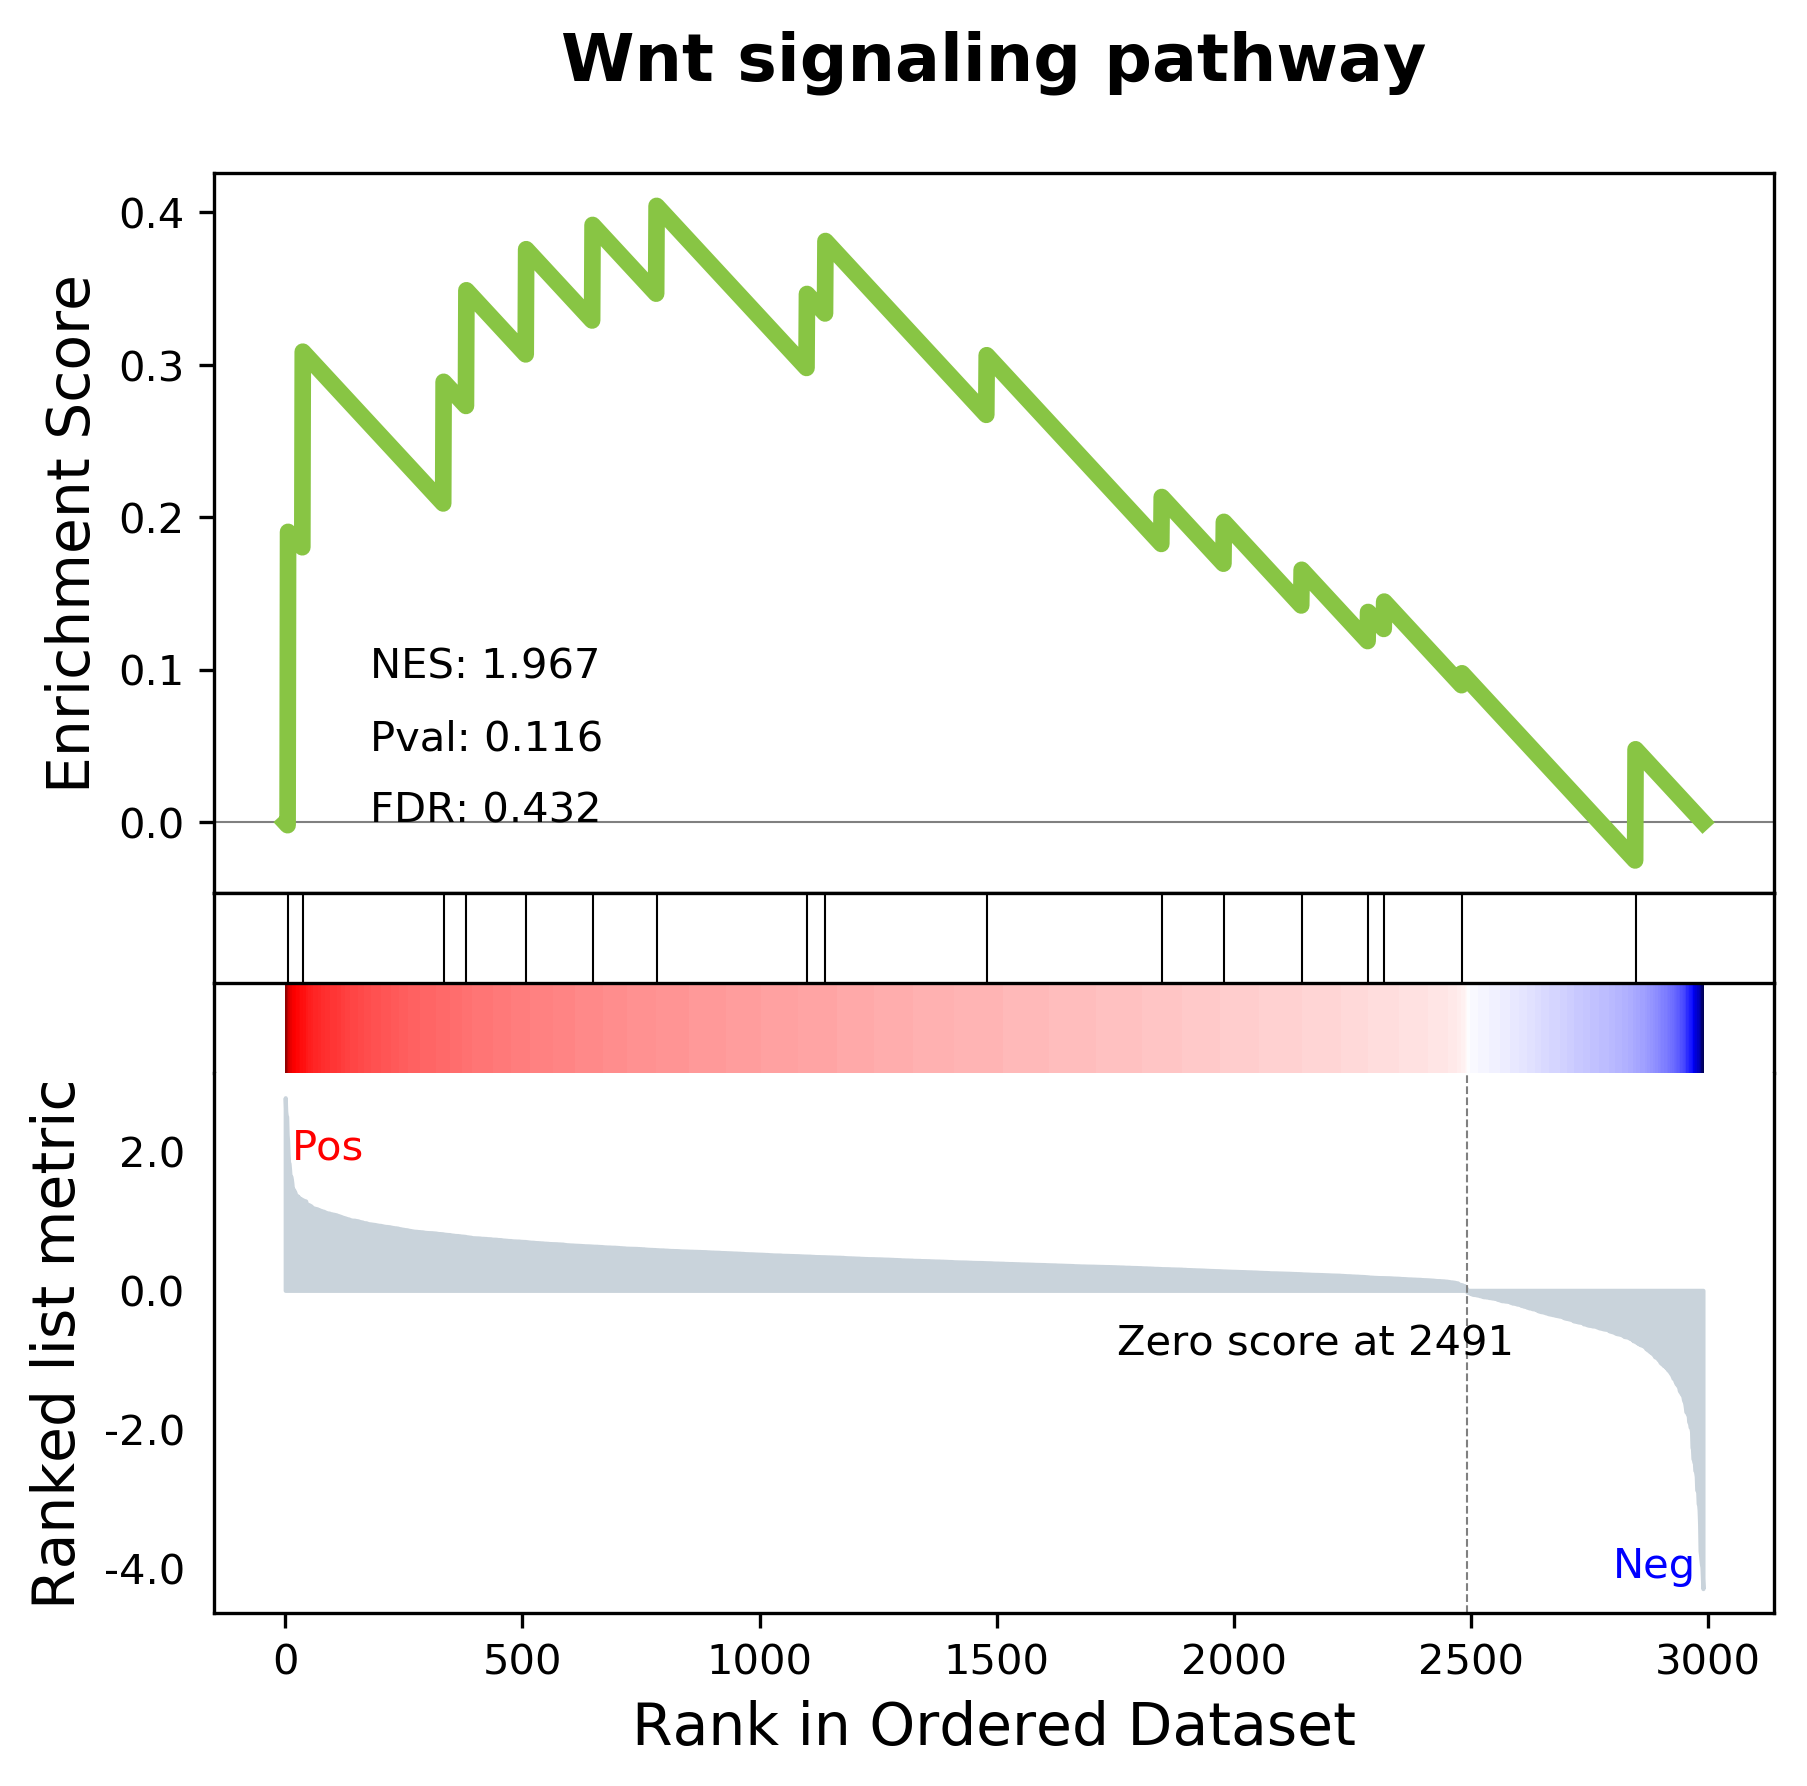 Wnt signaling pathway
Enrichment Score
0.4
0.3
0.2
0.1
0.0
NES: 1.967
Pval: 0.116
FDR: 0.432
Ranked list metric
2.0
0.0
-2.0
-4.0
Pos
Zero score at 2491
Neg
0 500 1000 1500 2000 2500 3000
Rank in Ordered Dataset